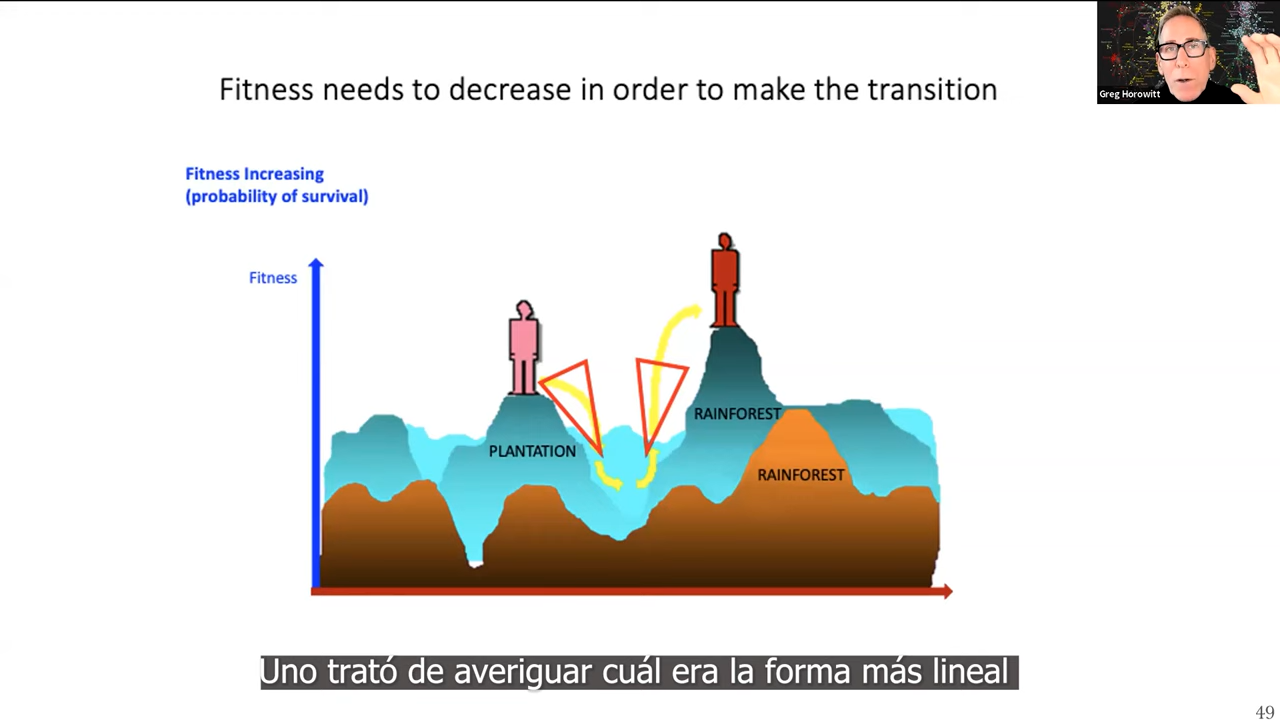 Greg Horowitt
Fitness needs to decrease in order to make the transition
Fitness Increasing
(probability of survival)
Fitness
RAINFOREST
PLANTATION
RAINFOREST
Uno trató de averiguar cuál era la forma más lineal
49